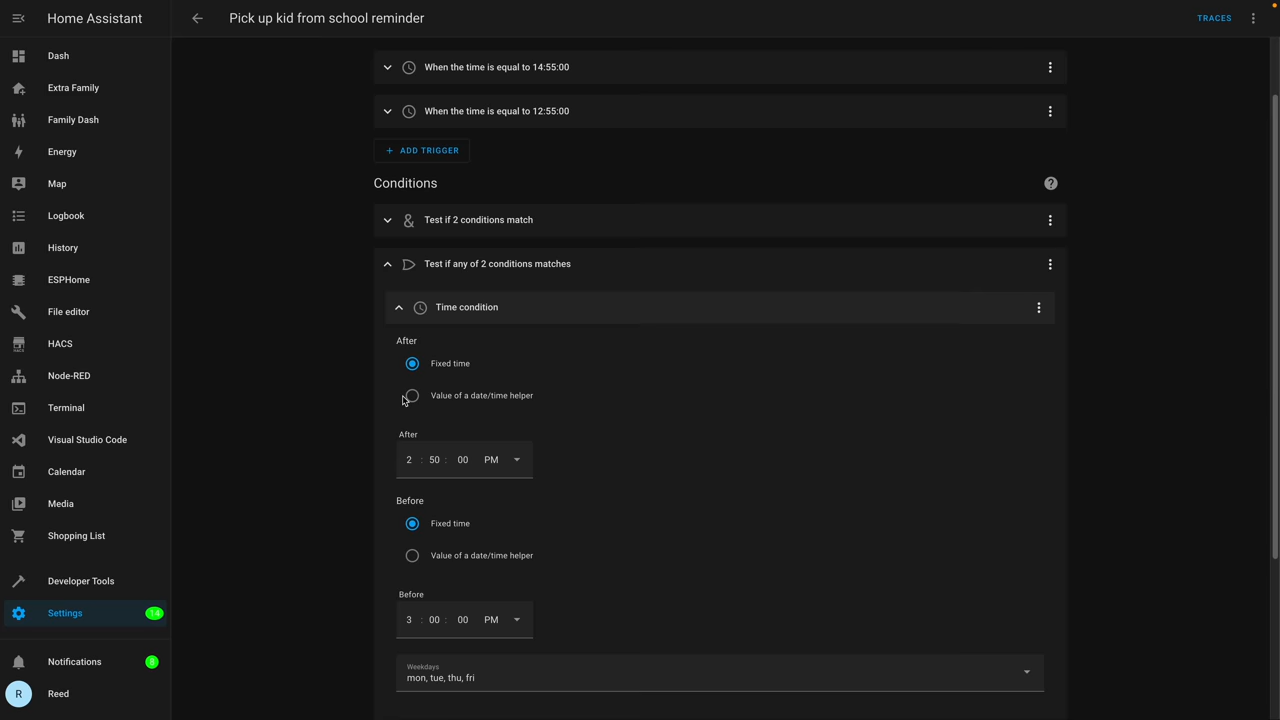 Home Assistant
Pick up kid from school reminder
TRACES
Dash
Extra Family
Family Dash
Energy
Map
Logbook
History
ESPHome
File editor
HACS
HACS
Node-RED
Terminal
Visual Studio Code
Calendar
Media
Shopping List
Developer Tools
Settings 14
Notifications 8
R Reed
When the time is equal to 14:55:00
When the time is equal to 12:55:00
+ ADD TRIGGER
Conditions
?
& Test if 2 conditions match
Test if any of 2 conditions matches
Time condition
After
Fixed time
Value of a date/time helper
After
2 : 50 : 00 PM
Before
Fixed time
Value of a date/time helper
Before
3 : 00 : 00 PM
Weekdays
mon, tue, thu, fri